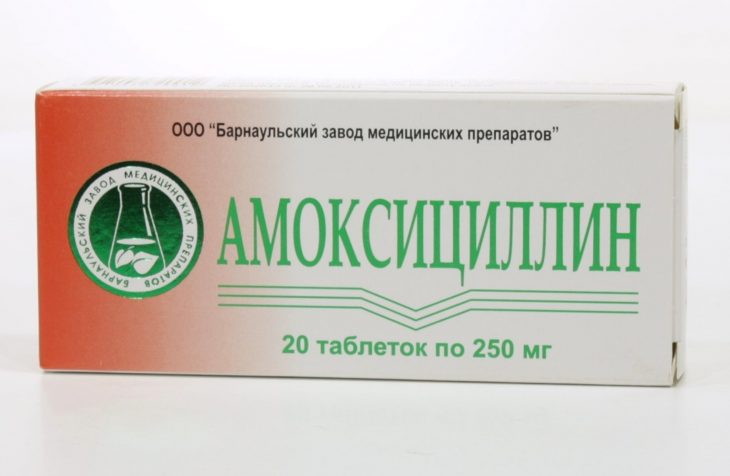 ООО "Барнаульский завод медицинских препаратов"
БАРНАУЛЬСКИЙ ЗАВОД МЕДИЦИНСКИХ ПРЕПАРАТОВ
АМОКСИЦИЛЛИН
20 таблеток по 250 мг